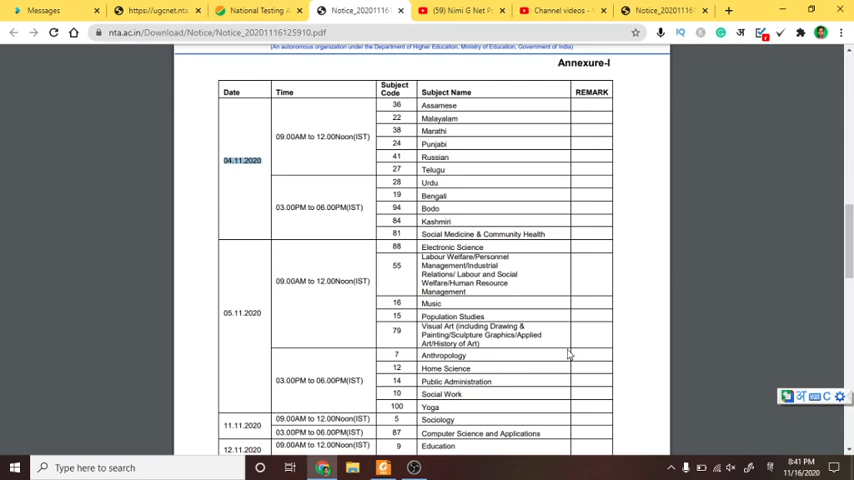 Messages
https://ugcnet.nta
National Testing A
Notice_20201116
(59) Nimi G Net P
Channel videos - 
Notice_20201116
nta.ac.in/Download/Notice/Notice_20201116125910.pdf
(An autonomous organization under the Department of Higher Education, Ministry of Education, Government of India)
Annexure-I
Date Time Subject Code Subject Name REMARK
04.11.2020
09.00AM to 12.00Noon(IST)
36 Assamese
22 Malayalam
38 Marathi
24 Punjabi
41 Russian
27 Telugu
03.00PM to 06.00PM(IST)
28 Urdu
19 Bengali
94 Bodo
84 Kashmiri
81 Social Medicine & Community Health
05.11.2020
09.00AM to 12.00Noon(IST)
88 Electronic Science
55 Labour Welfare/Personnel
Management/Industrial
Relations/ Labour and Social
Welfare/Human Resource
Management
16 Music
15 Population Studies
79 Visual Art (including Drawing &
Painting/Sculpture Graphics/Applied
Art/History of Art)
03.00PM to 06.00PM(IST)
7 Anthropology
12 Home Science
14 Public Administration
10 Social Work
100 Yoga
11.11.2020
09.00AM to 12.00Noon(IST) 5 Sociology
03.00PM to 06.00PM(IST) 87 Computer Science and Applications
12.11.2020
09.00AM to 12.00Noon(IST) 9 Education
अ
Type here to search
8:41 PM
11/16/2020